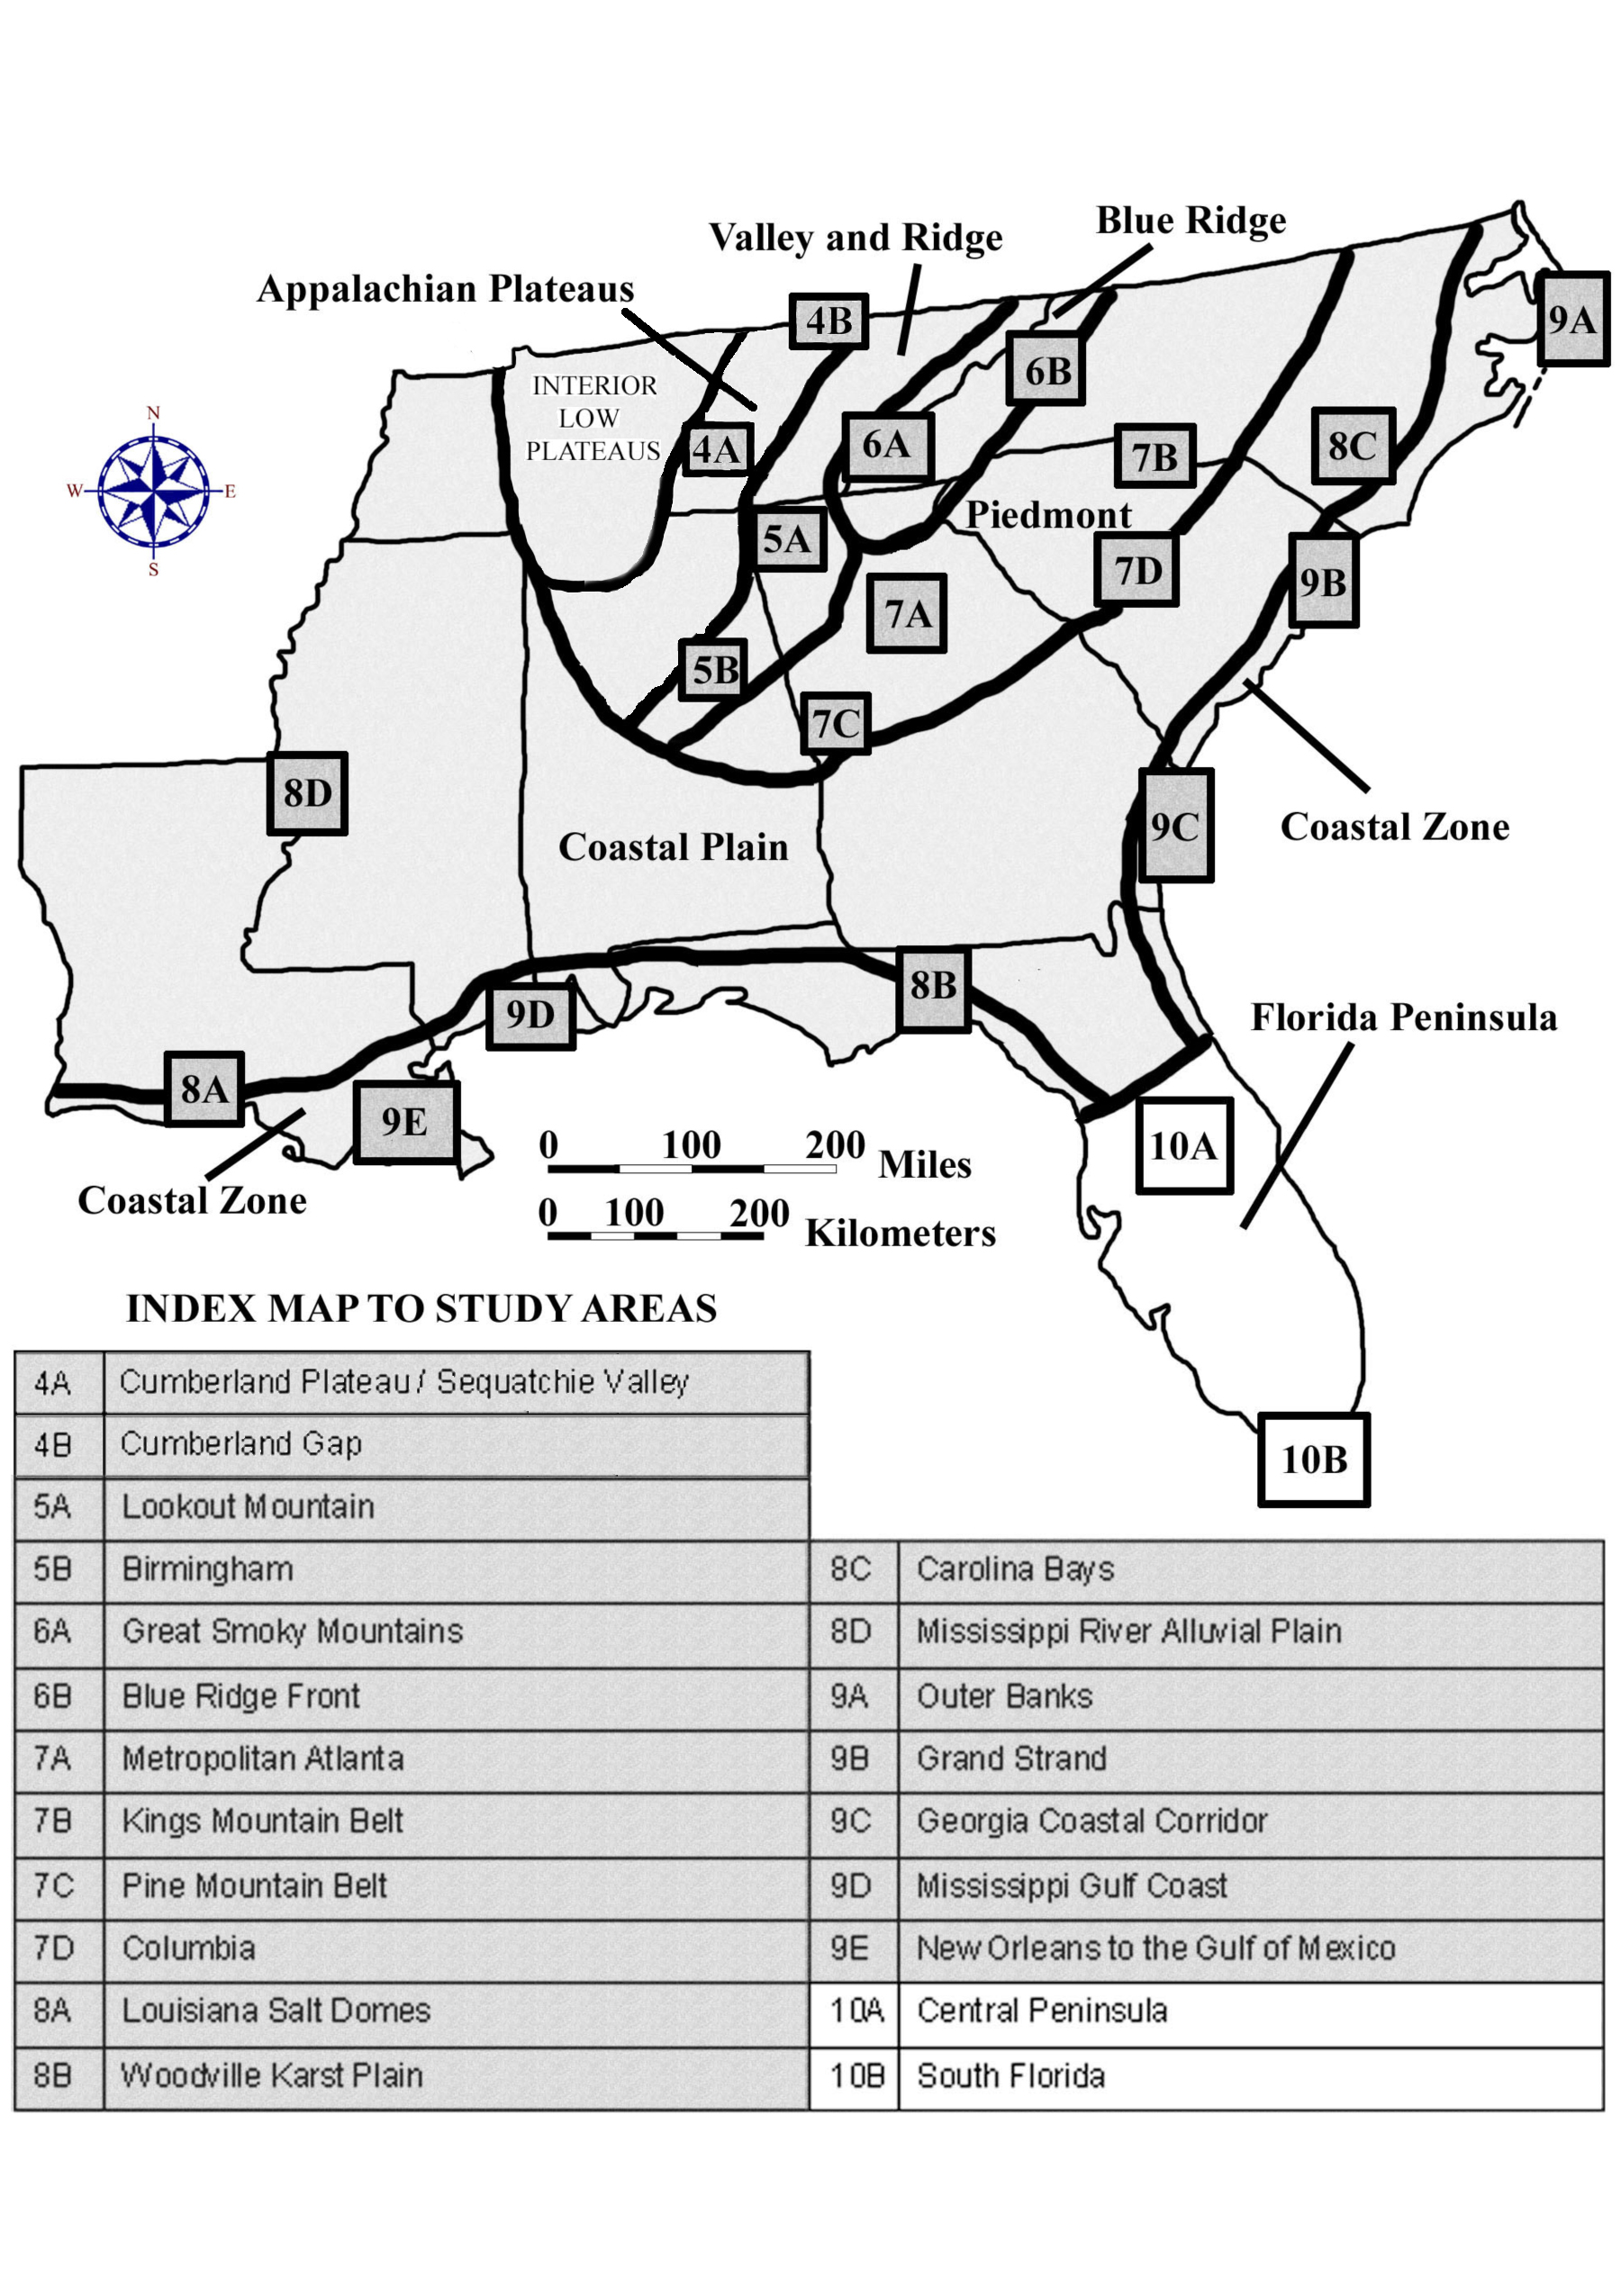 Blue Ridge
Valley and Ridge
Appalachian Plateaus
4B
9A
6B
INTERIOR
LOW
PLATEAUS
4A
6A
7B
8C
N
W
E
S
Piedmont
5A
7D
9B
7A
5B
7C
8D
Coastal Plain
9C
Coastal Zone
8B
9D
Florida Peninsula
8A
9E
10A
Coastal Zone
0 100 200 Miles
0 100 200 Kilometers
10B
INDEX MAP TO STUDY AREAS
4A Cumberland Plateau / Sequatchie Valley
4B Cumberland Gap
5A Lookout Mountain
5B Birmingham
6A Great Smoky Mountains
6B Blue Ridge Front
7A Metropolitan Atlanta
7B Kings Mountain Belt
7C Pine Mountain Belt
7D Columbia
8A Louisiana Salt Domes
8B Woodville Karst Plain
8C Carolina Bays
8D Mississippi River Alluvial Plain
9A Outer Banks
9B Grand Strand
9C Georgia Coastal Corridor
9D Mississippi Gulf Coast
9E New Orleans to the Gulf of Mexico
10A Central Peninsula
10B South Florida